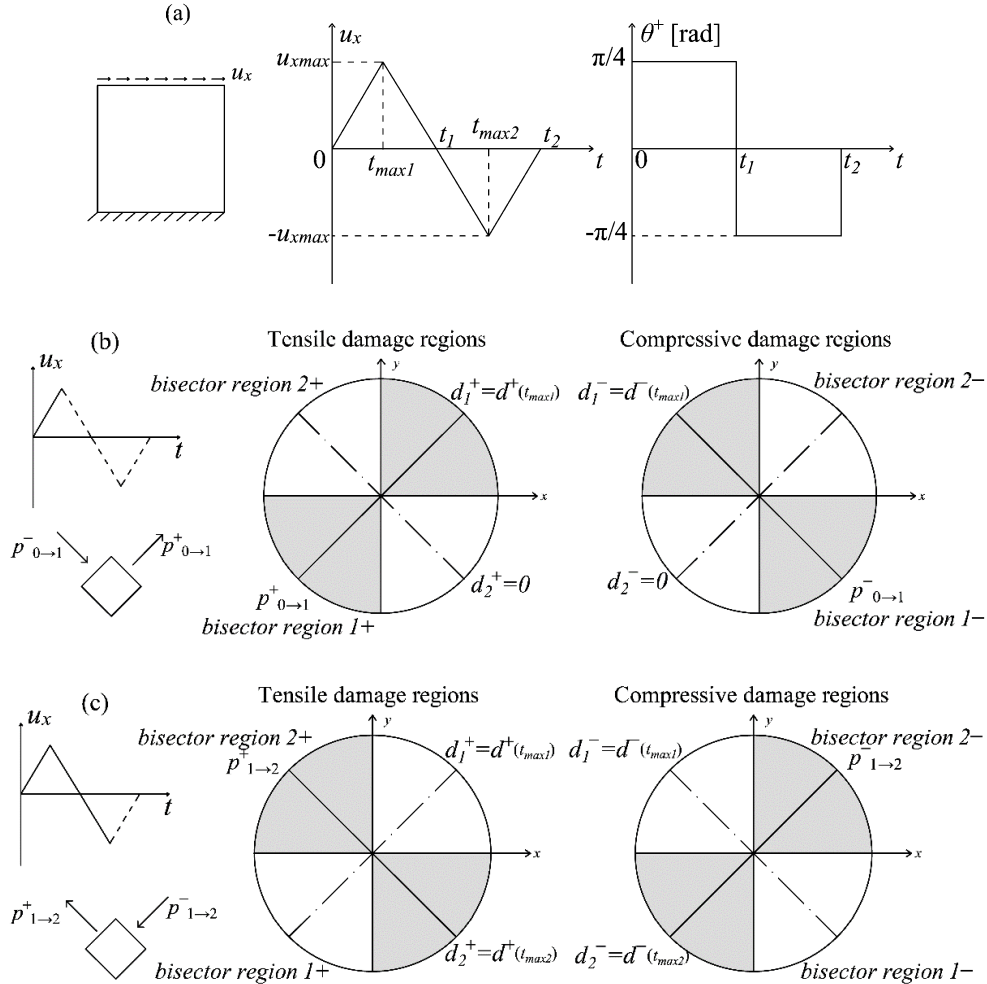 (a)
u_x
u_x
u_xmax
t_1
t_max2
t_2
0
t_max1
t
-u_xmax
θ⁺ [rad]
π/4
0
t_1
t_2
t
-π/4
(b)
u_x
t
p⁻_0→1
p⁺_0→1
Tensile damage regions
y
bisector region 2+
d_1⁺=d⁺(t_max1)
x
d_2⁺=0
p⁺_0→1
bisector region 1+
Compressive damage regions
y
d_1⁻=d⁻(t_max1)
bisector region 2−
x
d_2⁻=0
p⁻_0→1
bisector region 1−
(c)
u_x
t
p⁺_1→2
p⁻_1→2
Tensile damage regions
y
bisector region 2+
p⁺_1→2
d_1⁺=d⁺(t_max1)
x
d_2⁺=d⁺(t_max2)
bisector region 1+
Compressive damage regions
y
d_1⁻=d⁻(t_max1)
bisector region 2−
p⁻_1→2
x
d_2⁻=d⁻(t_max2)
bisector region 1−